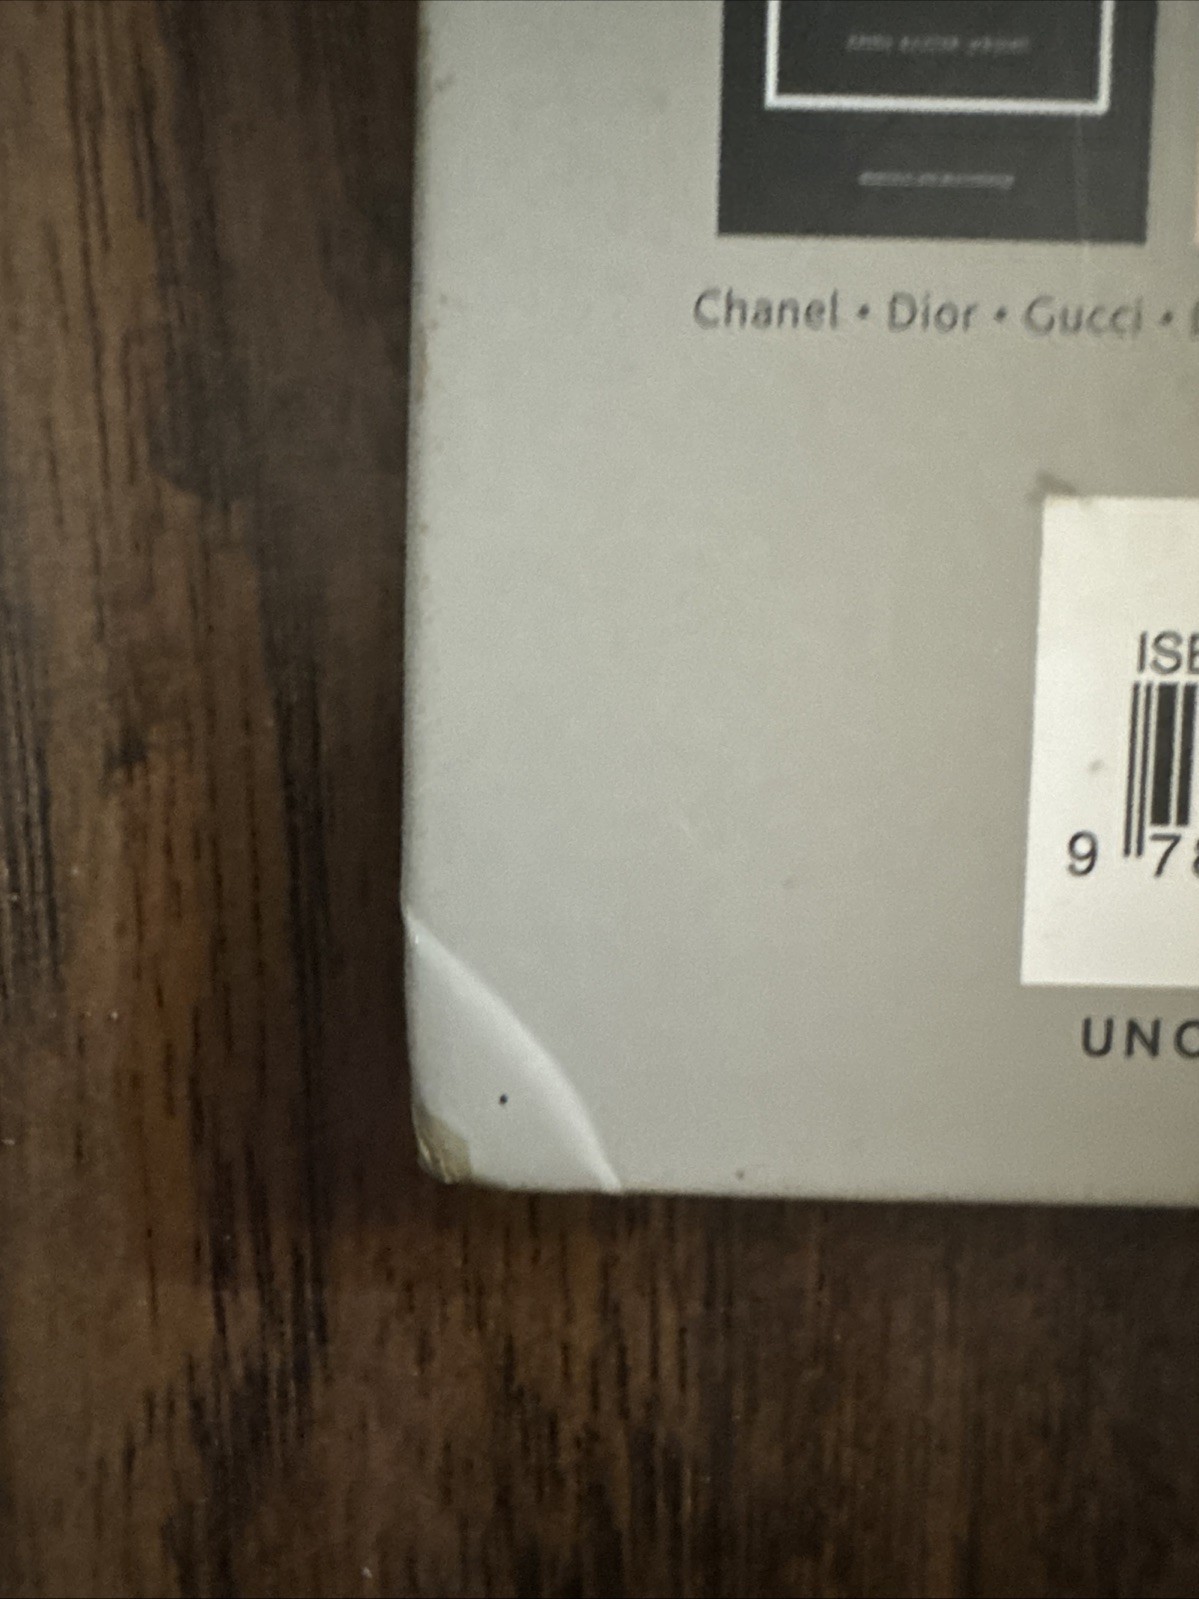 Chanel • Dior • Gucci •
ISB
9 78
UNC